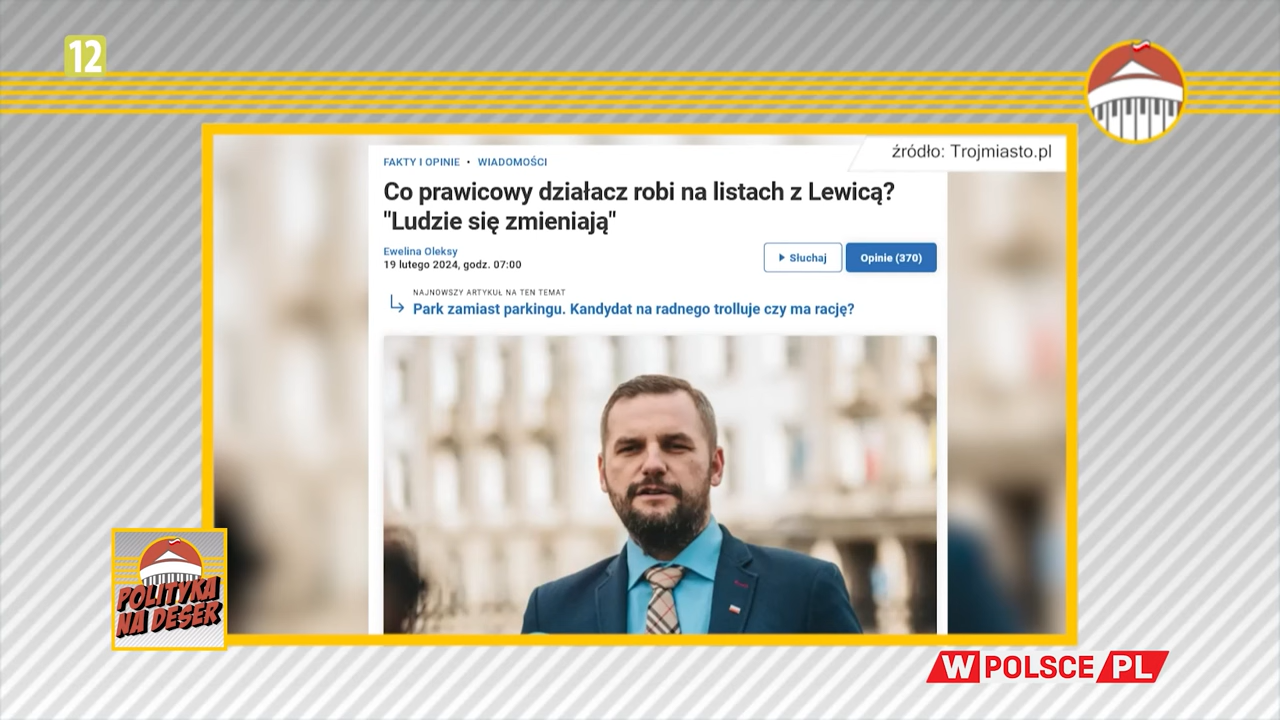 12
źródło: Trojmiasto.pl
FAKTY I OPINIE • WIADOMOŚCI
Co prawicowy działacz robi na listach z Lewicą?
"Ludzie się zmieniają"
Ewelina Oleksy
19 lutego 2024, godz. 07:00
Słuchaj
Opinie (370)
NAJNOWSZY ARTYKUŁ NA TEN TEMAT
Park zamiast parkingu. Kandydat na radnego trolluje czy ma rację?
POLITYKA
NA DESER
WPOLSCE PL